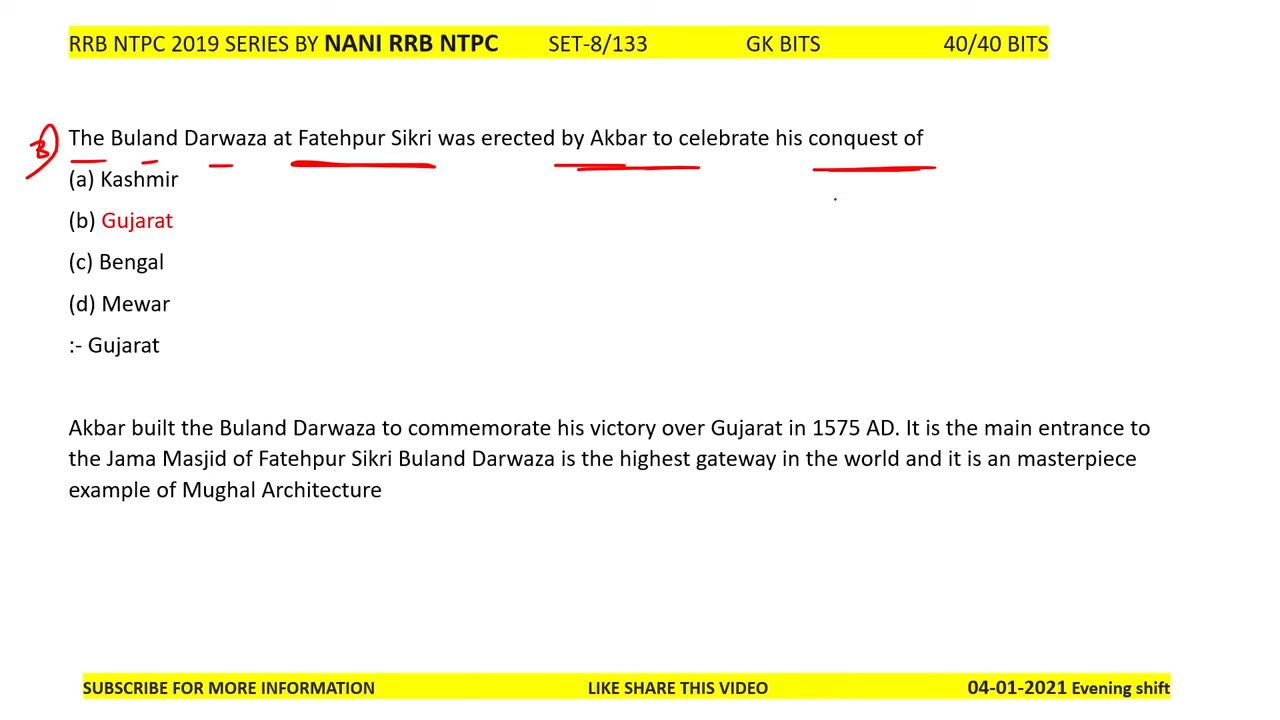 RRB NTPC 2019 SERIES BY NANI RRB NTPC SET-8/133 GK BITS 40/40 BITS
B) The Buland Darwaza at Fatehpur Sikri was erected by Akbar to celebrate his conquest of
(a) Kashmir
(b) Gujarat
(c) Bengal
(d) Mewar
:- Gujarat
Akbar built the Buland Darwaza to commemorate his victory over Gujarat in 1575 AD. It is the main entrance to
the Jama Masjid of Fatehpur Sikri Buland Darwaza is the highest gateway in the world and it is an masterpiece
example of Mughal Architecture
SUBSCRIBE FOR MORE INFORMATION LIKE SHARE THIS VIDEO 04-01-2021 Evening shift